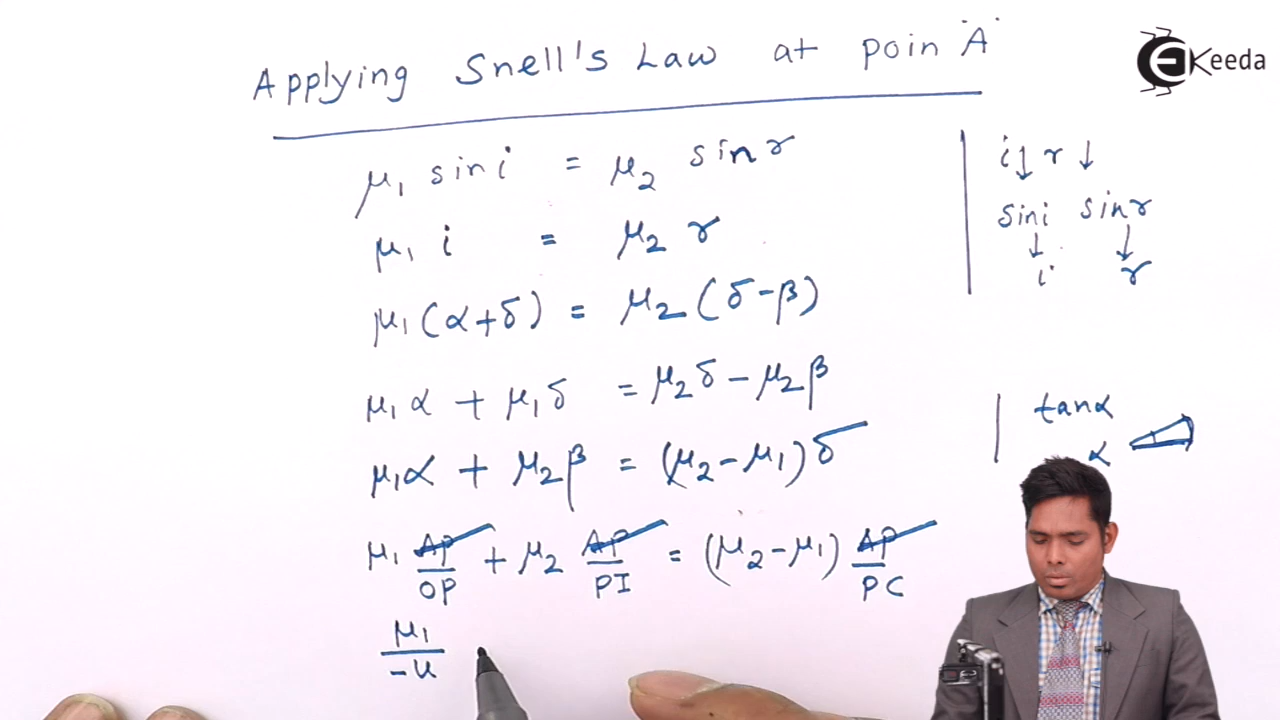 Applying Snell's Law at poin A
EKeeda
μ₁ sin i = μ₂ sin r
i↓ r↓
μ₁ i = μ₂ r
sin i sin r
↓ ↓
i r
μ₁(α+δ) = μ₂(δ-β)
μ₁α + μ₁δ = μ₂δ - μ₂β
tanα
α
μ₁α + μ₂β = (μ₂-μ₁)δ
μ₁ AP/OP + μ₂ AP/PI = (μ₂-μ₁) AP/PC
μ₁/-u